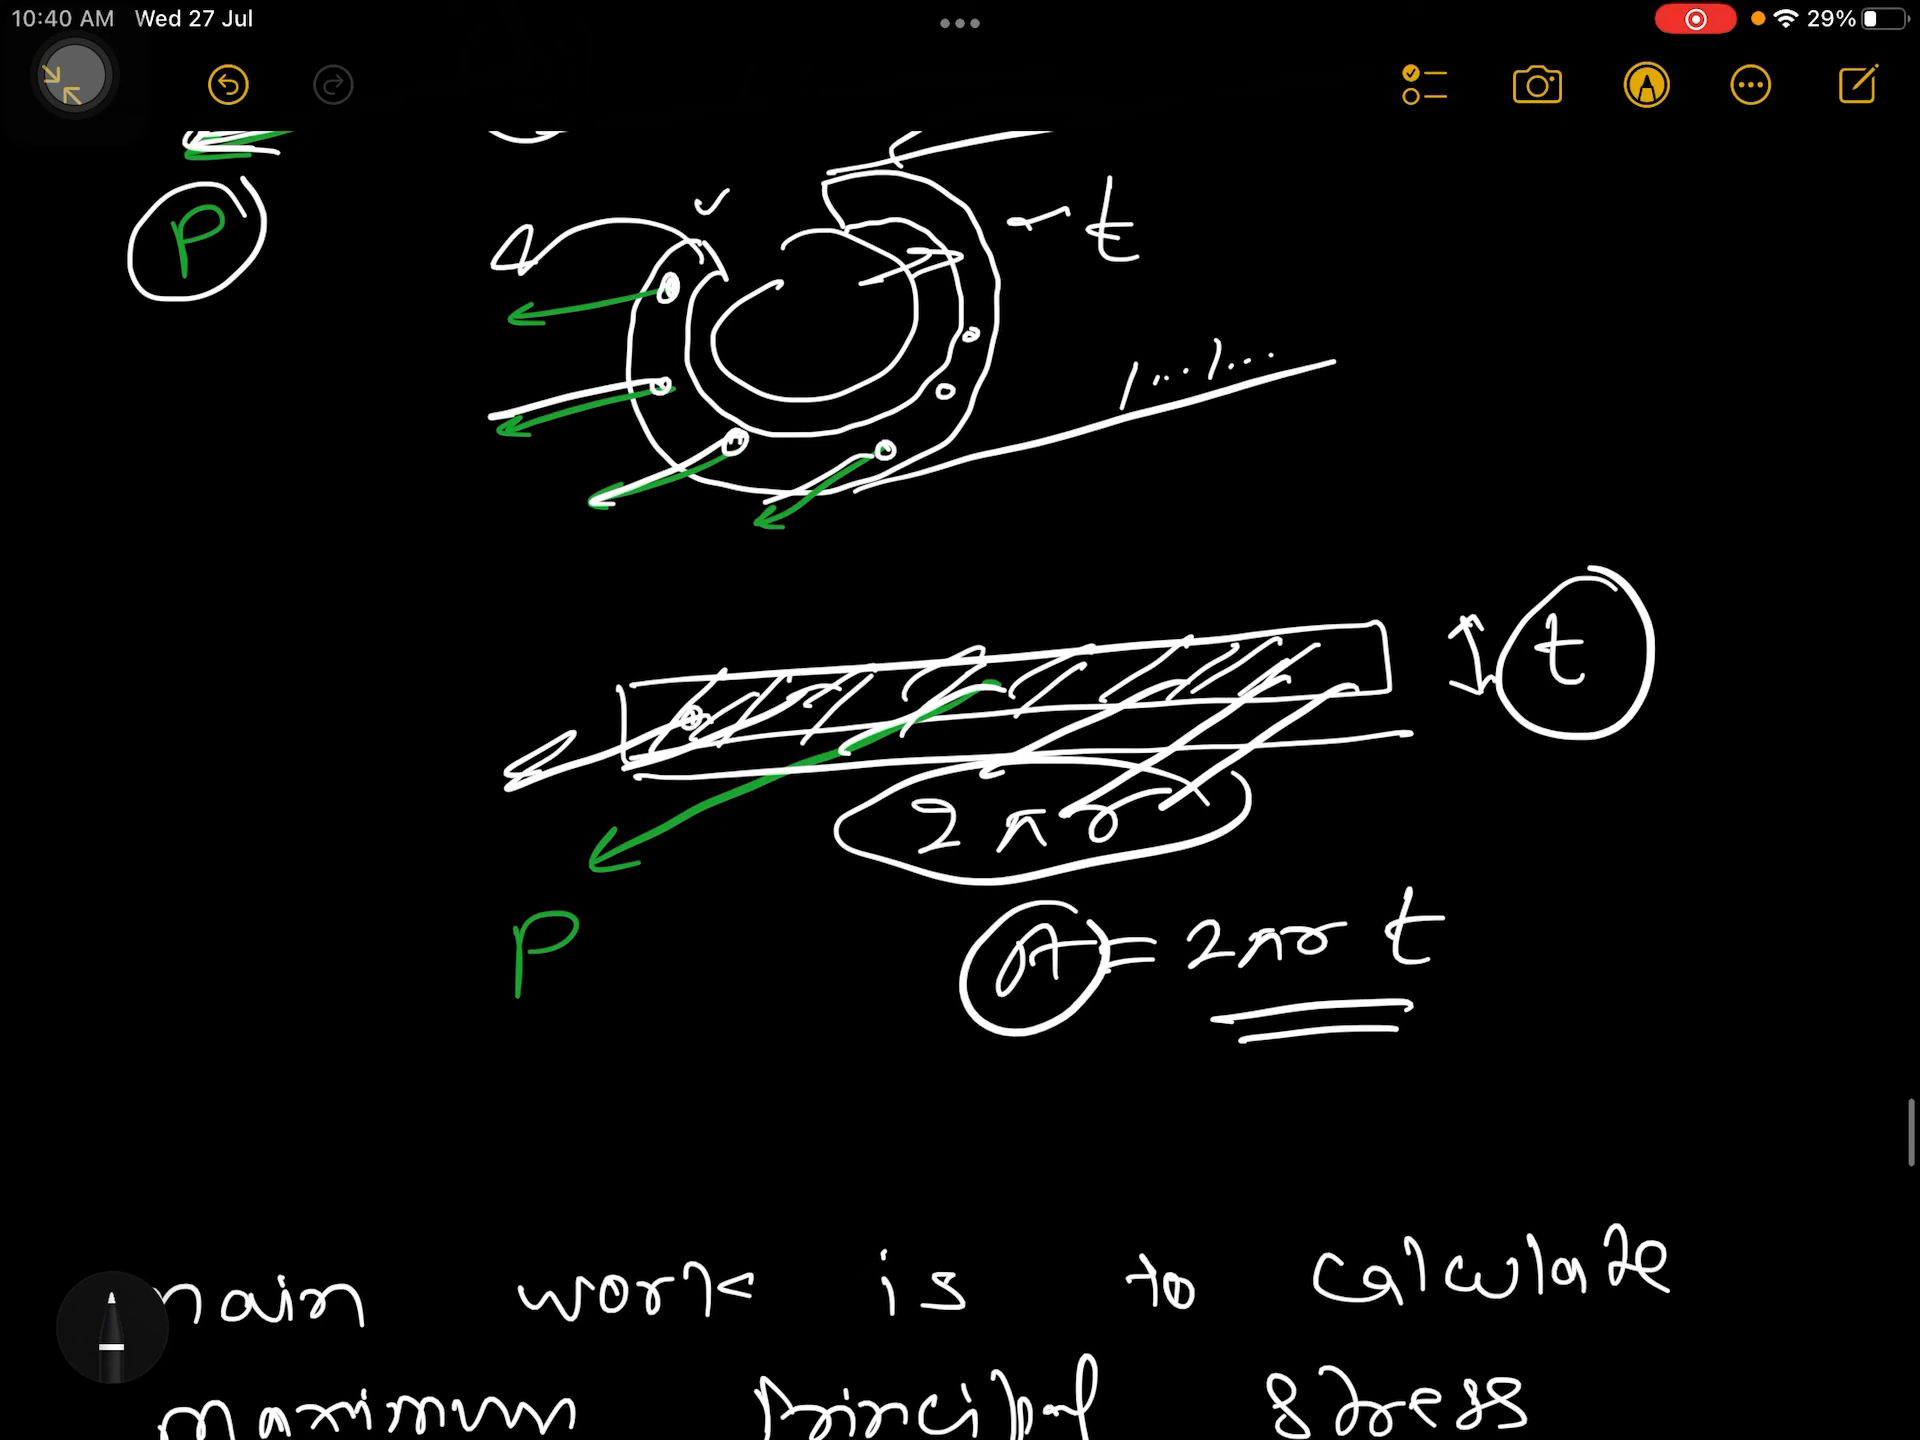 10:40 AM Wed 27 Jul
29%
P
t
t
2πr
P
A = 2πr t
main work is to calculate
maximum principal stress